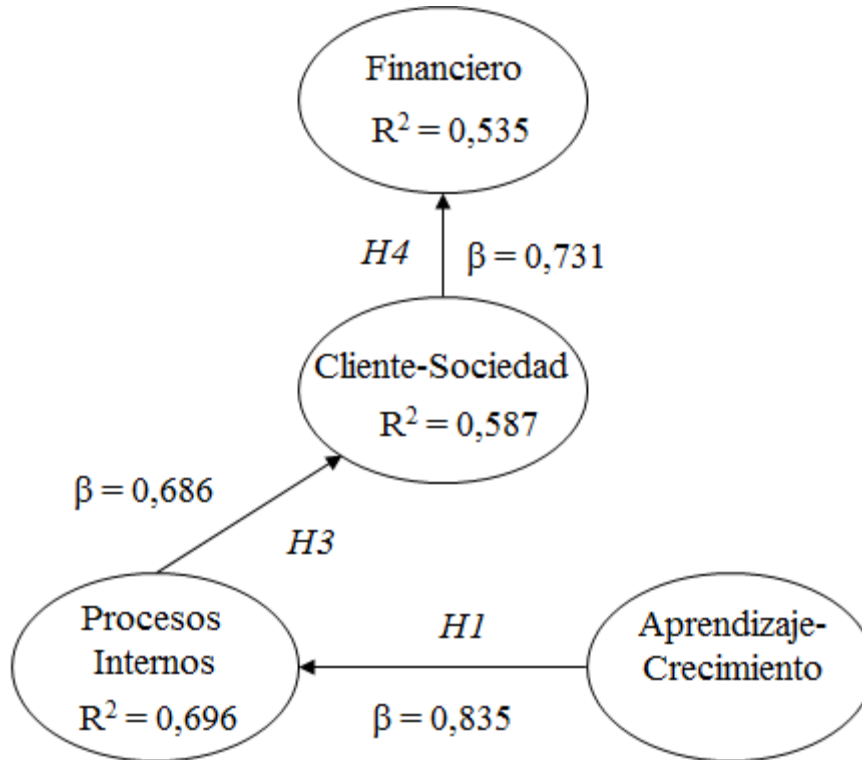 Financiero
R² = 0,535
H4
β = 0,731
Cliente-Sociedad
R² = 0,587
β = 0,686
H3
Procesos
Internos
R² = 0,696
H1
β = 0,835
Aprendizaje-
Crecimiento